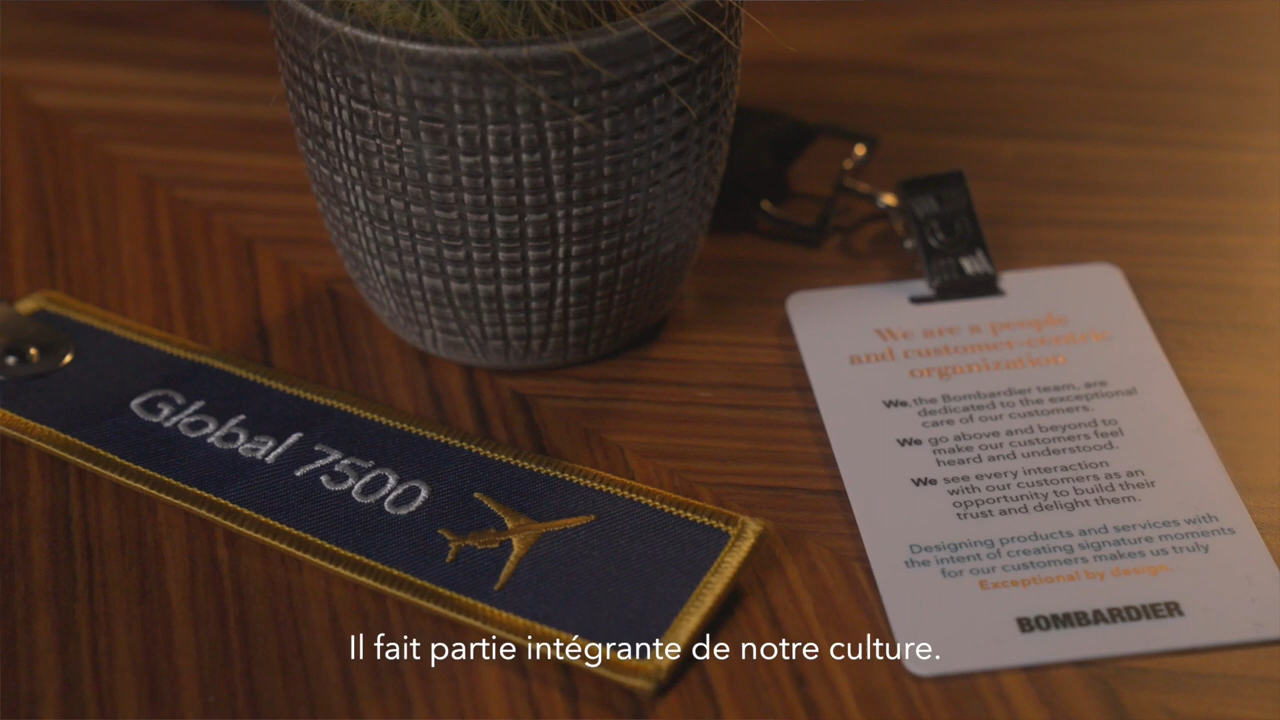 Global 7500
We are a people
and customer-centric
organization
We, the Bombardier team, are
dedicated to the exceptional
care of our customers.
We go above and beyond to
make our customers feel
heard and understood.
We see every interaction
with our customers as an
opportunity to build their
trust and delight them.
Designing products and services with
the intent of creating signature moments
for our customers makes us truly
Exceptional by design.
BOMBARDIER
Il fait partie intégrante de notre culture.